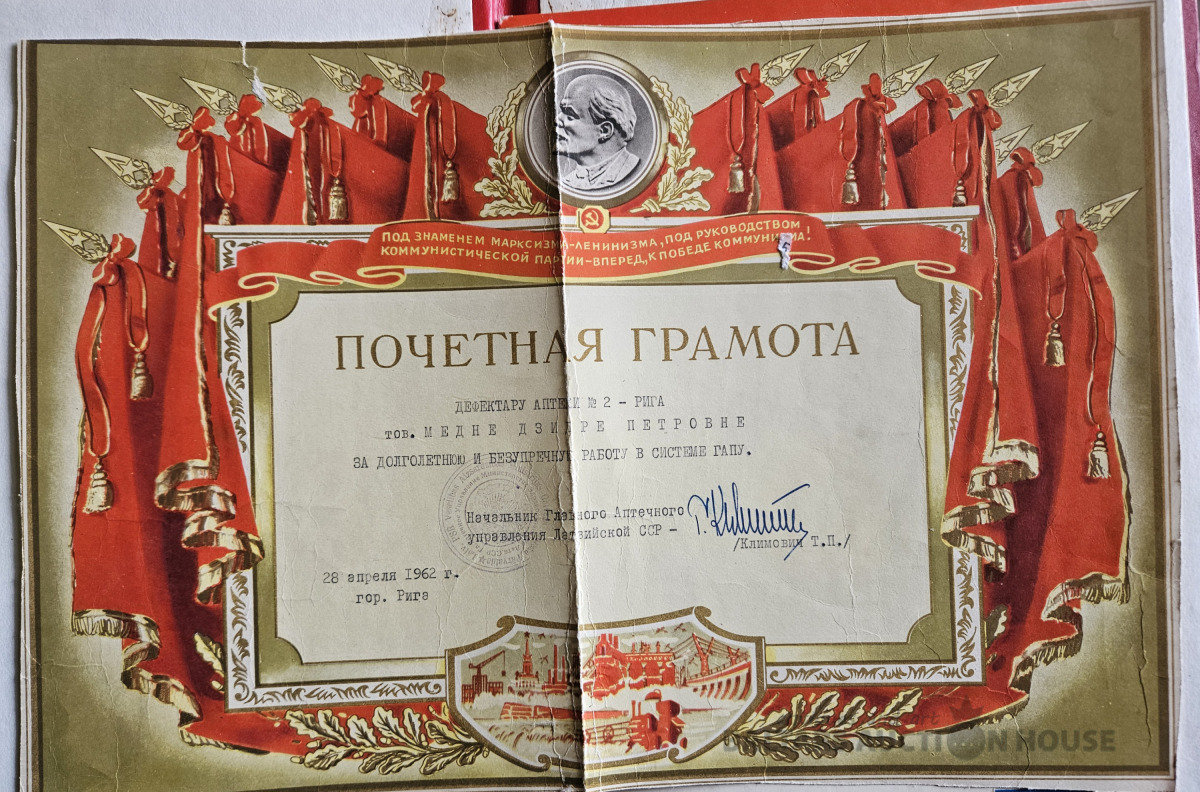 ПОД ЗНАМЕНЕМ МАРКСИЗМА-ЛЕНИНИЗМА, ПОД РУКОВОДСТВОМ
КОММУНИСТИЧЕСКОЙ ПАРТИИ-ВПЕРЕД, К ПОБЕДЕ КОММУНИЗМА!
ПОЧЕТНАЯ ГРАМОТА
ДЕФЕКТАРУ АПТЕКИ № 2 - РИГА
тов. МЕДНЕ ДЗИДРЕ ПЕТРОВНЕ
ЗА ДОЛГОЛЕТНЮЮ И БЕЗУПРЕЧНУЮ РАБОТУ В СИСТЕМЕ ГАПУ.
Начальник Главного Аптечного
управления Латвийской ССР -
/Климович Т.П./
28 апреля 1962 г.
гор. Рига
AUCTION HOUSE